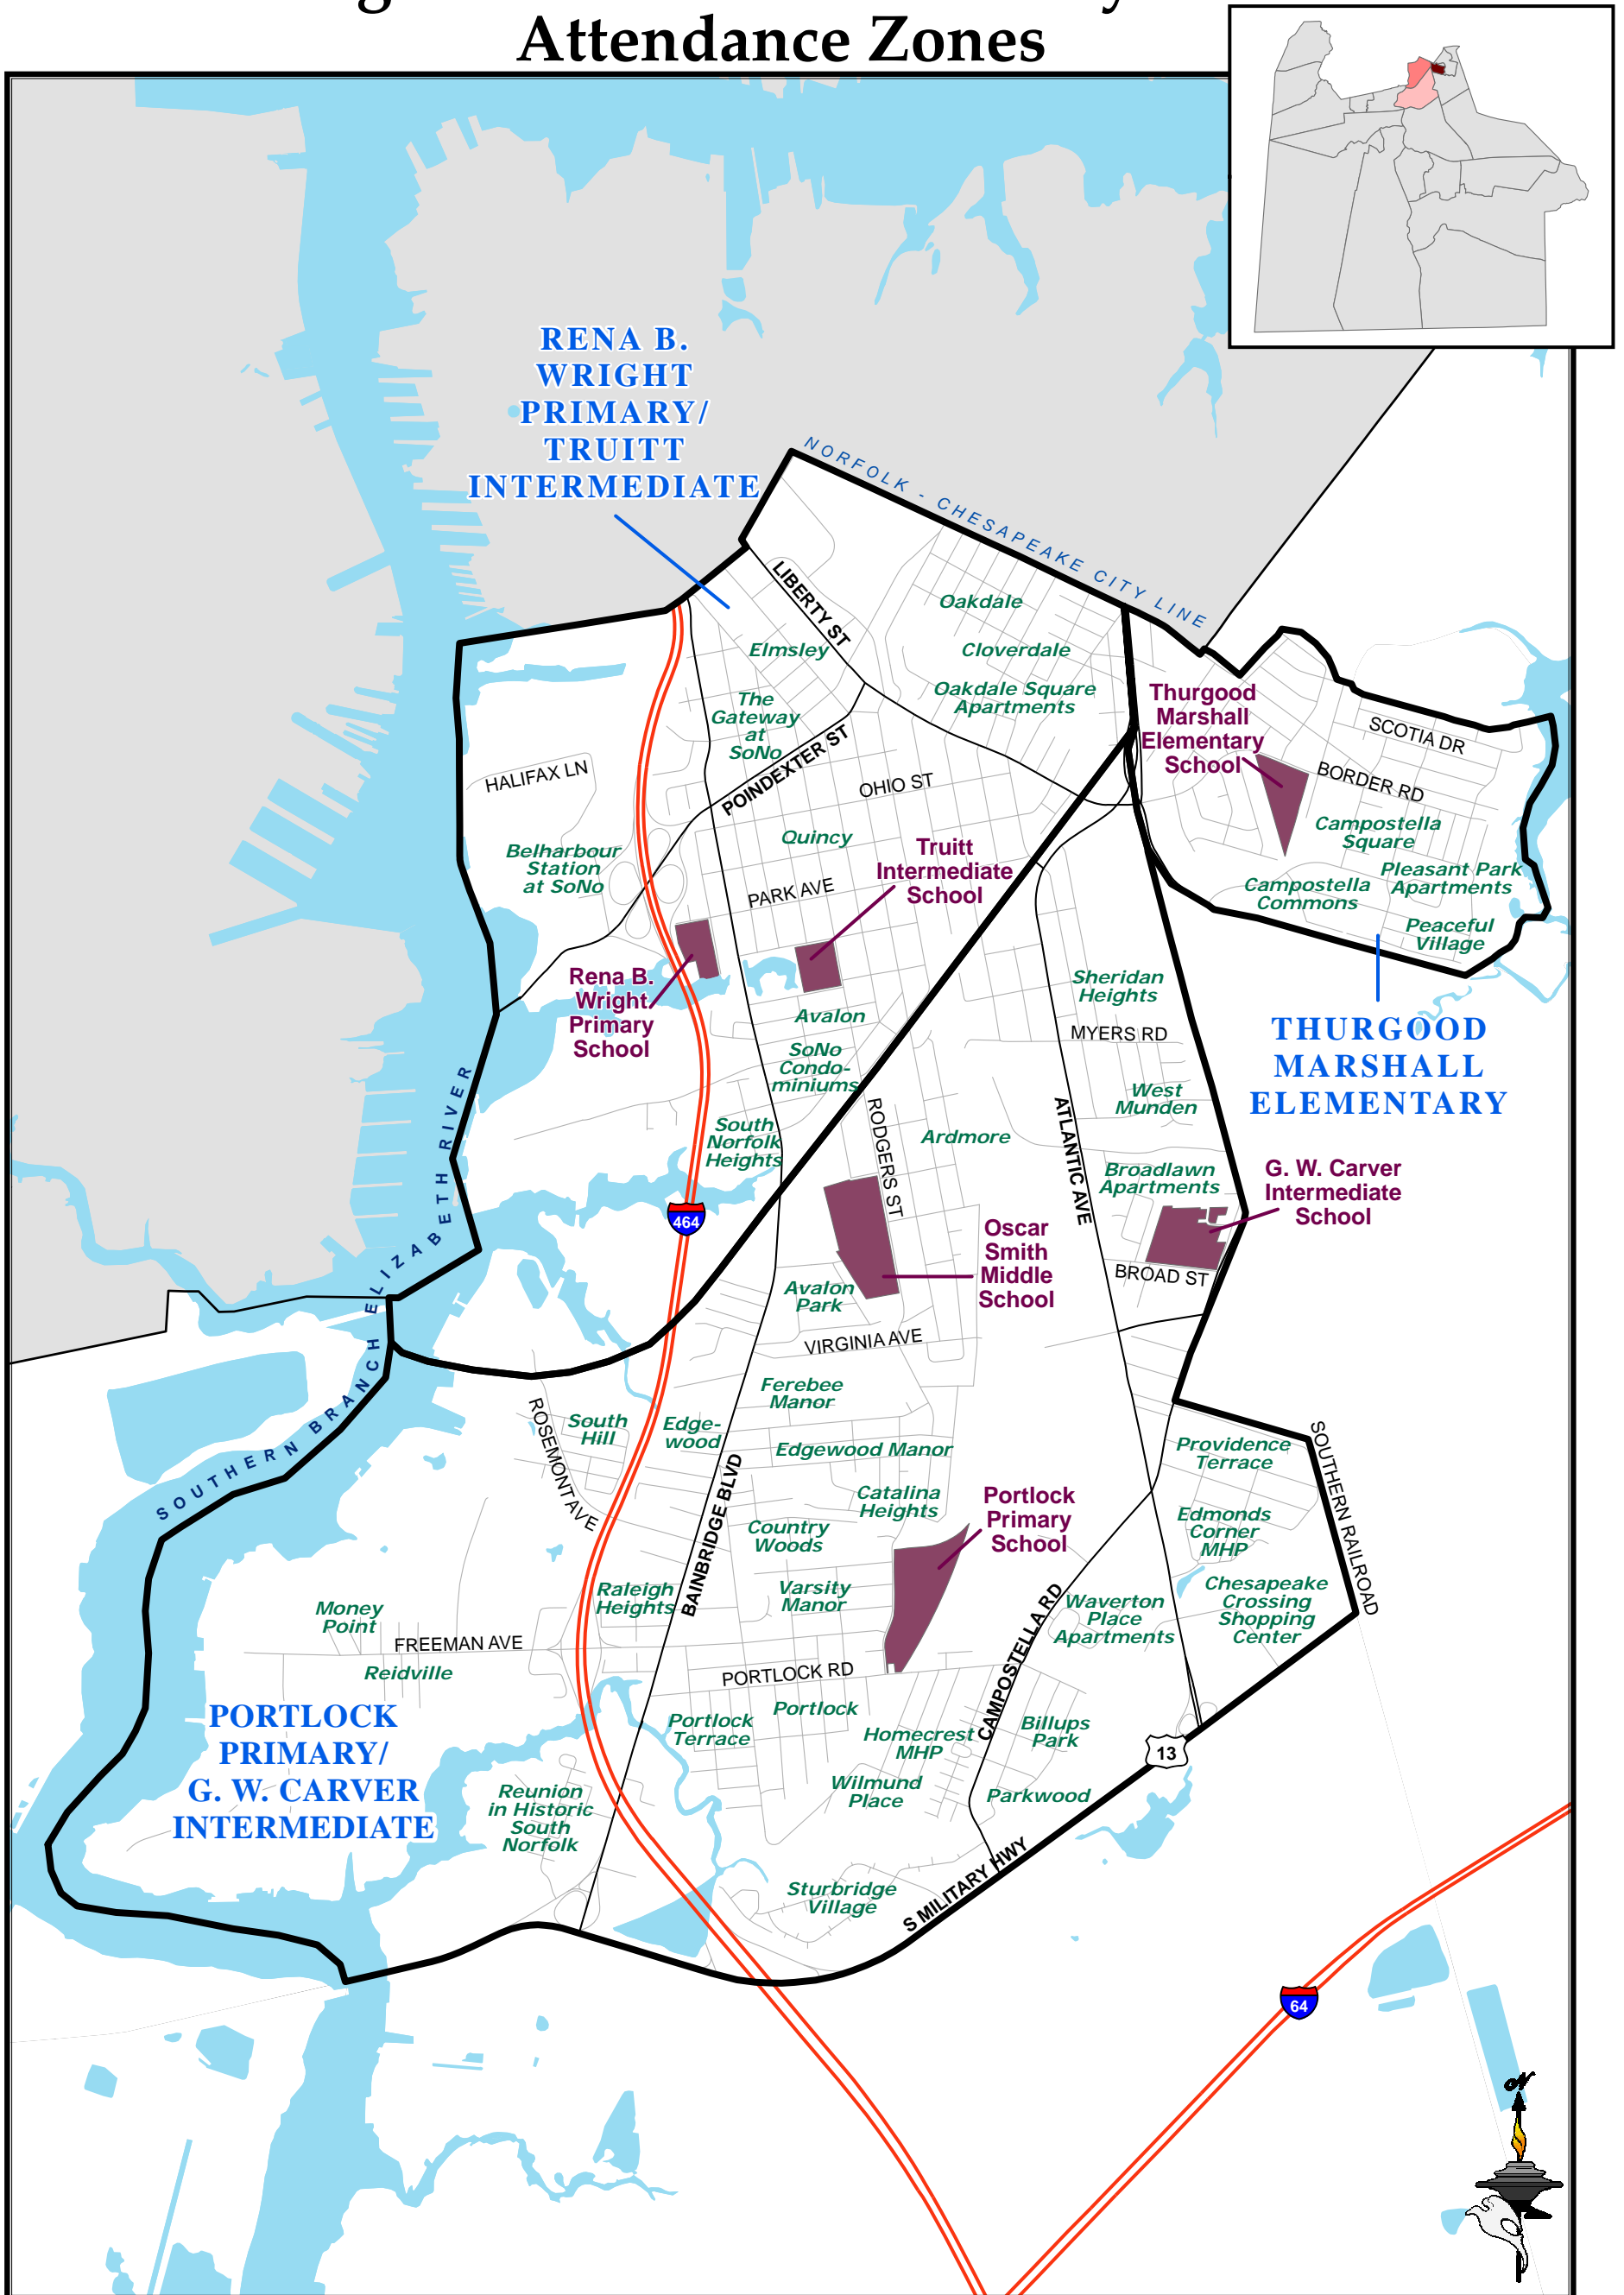 Attendance Zones
RENA B.
WRIGHT
PRIMARY/
TRUITT
INTERMEDIATE
NORFOLK - CHESAPEAKE CITY LINE
LIBERTY ST
Oakdale
Elmsley
Cloverdale
Oakdale Square
Apartments
The
Gateway
at
SoNo
Thurgood
Marshall
Elementary
School
SCOTIA DR
BORDER RD
HALIFAX LN
POINDEXTER ST
OHIO ST
Quincy
Campostella
Square
Belharbour
Station
at SoNo
Truitt
Intermediate
School
PARK AVE
Pleasant Park
Apartments
Campostella
Commons
Peaceful
Village
Rena B.
Wright
Primary
School
Sheridan
Heights
Avalon
MYERS RD
THURGOOD
MARSHALL
ELEMENTARY
SoNo
Condo-
miniums
West
Munden
RODGERS ST
ATLANTIC AVE
South
Norfolk
Heights
Ardmore
Broadlawn
Apartments
G. W. Carver
Intermediate
School
464
Oscar
Smith
Middle
School
BROAD ST
Avalon
Park
SOUTHERN BRANCH ELIZABETH RIVER
VIRGINIA AVE
Ferebee
Manor
ROSEMONT AVE
South
Hill
Edge-
wood
Edgewood Manor
Providence
Terrace
SOUTHERN RAILROAD
BAINBRIDGE BLVD
Catalina
Heights
Portlock
Primary
School
Country
Woods
Edmonds
Corner
MHP
Raleigh
Heights
Varsity
Manor
CAMPOSTELLA RD
Waverton
Place
Apartments
Chesapeake
Crossing
Shopping
Center
Money
Point
FREEMAN AVE
Reidville
PORTLOCK RD
PORTLOCK
PRIMARY/
G. W. CARVER
INTERMEDIATE
Portlock
Terrace
Portlock
Homecrest
MHP
Billups
Park
13
Wilmund
Place
Parkwood
Reunion
in Historic
South
Norfolk
Sturbridge
Village
S MILITARY HWY
64
N